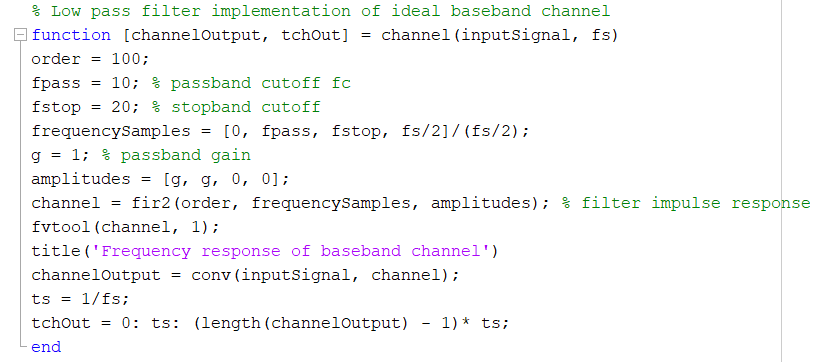 % Low pass filter implementation of ideal baseband channel
function [channelOutput, tchOut] = channel(inputSignal, fs)
order = 100;
fpass = 10; % passband cutoff fc
fstop = 20; % stopband cutoff
frequencySamples = [0, fpass, fstop, fs/2]/(fs/2);
g = 1; % passband gain
amplitudes = [g, g, 0, 0];
channel = fir2(order, frequencySamples, amplitudes); % filter impulse response
fvtool(channel, 1);
title('Frequency response of baseband channel')
channelOutput = conv(inputSignal, channel);
ts = 1/fs;
tchOut = 0: ts: (length(channelOutput) - 1)* ts;
end